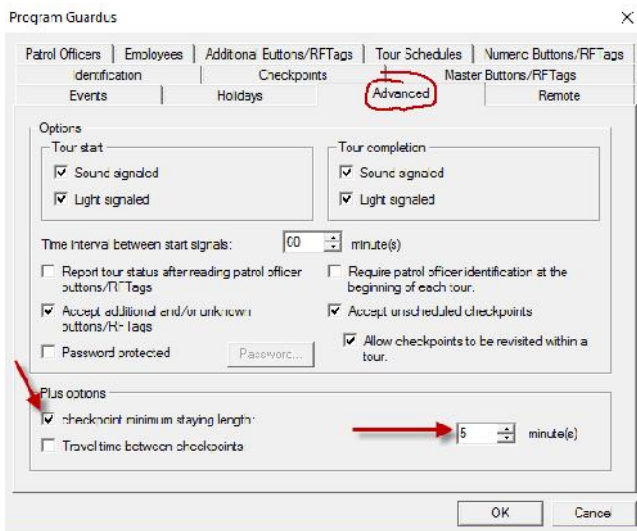 Program Guardus
Patrol Officers Employees Additional Buttons/RFTags Tour Schedules Numeric Buttons/RFTags
Identification Checkpoints Master Buttons/RFTags
Events Holidays Advanced Remote
Options
Tour start Tour completion
Sound signaled Sound signaled
Light signaled Light signaled
Time interval between start signals: 00 minute(s)
Report tour status after reading patrol officer Require patrol officer identification at the
buttons/RFTags beginning of each tour.
Accept additional and/or unknown Accept unscheduled checkpoints
buttons/RFTags
Allow checkpoints to be revisited within a
Password protected Password... tour.
Plus options
checkpoint minimum staying length: 5 minute(s)
Travel time between checkpoints
OK Cancel